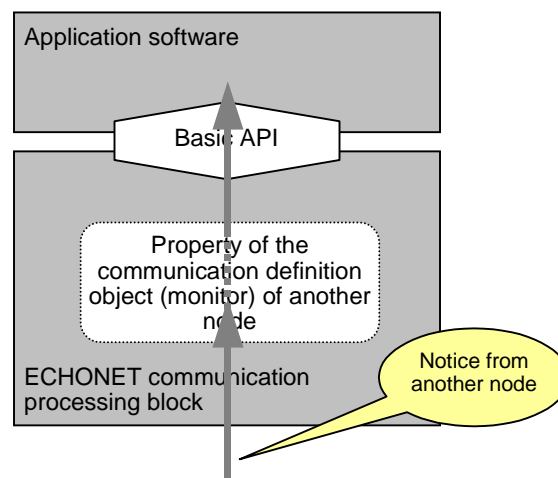 Application software
Basic API
Property of the
communication definition
object (monitor) of another
node
Notice from
another node
ECHONET communication
processing block